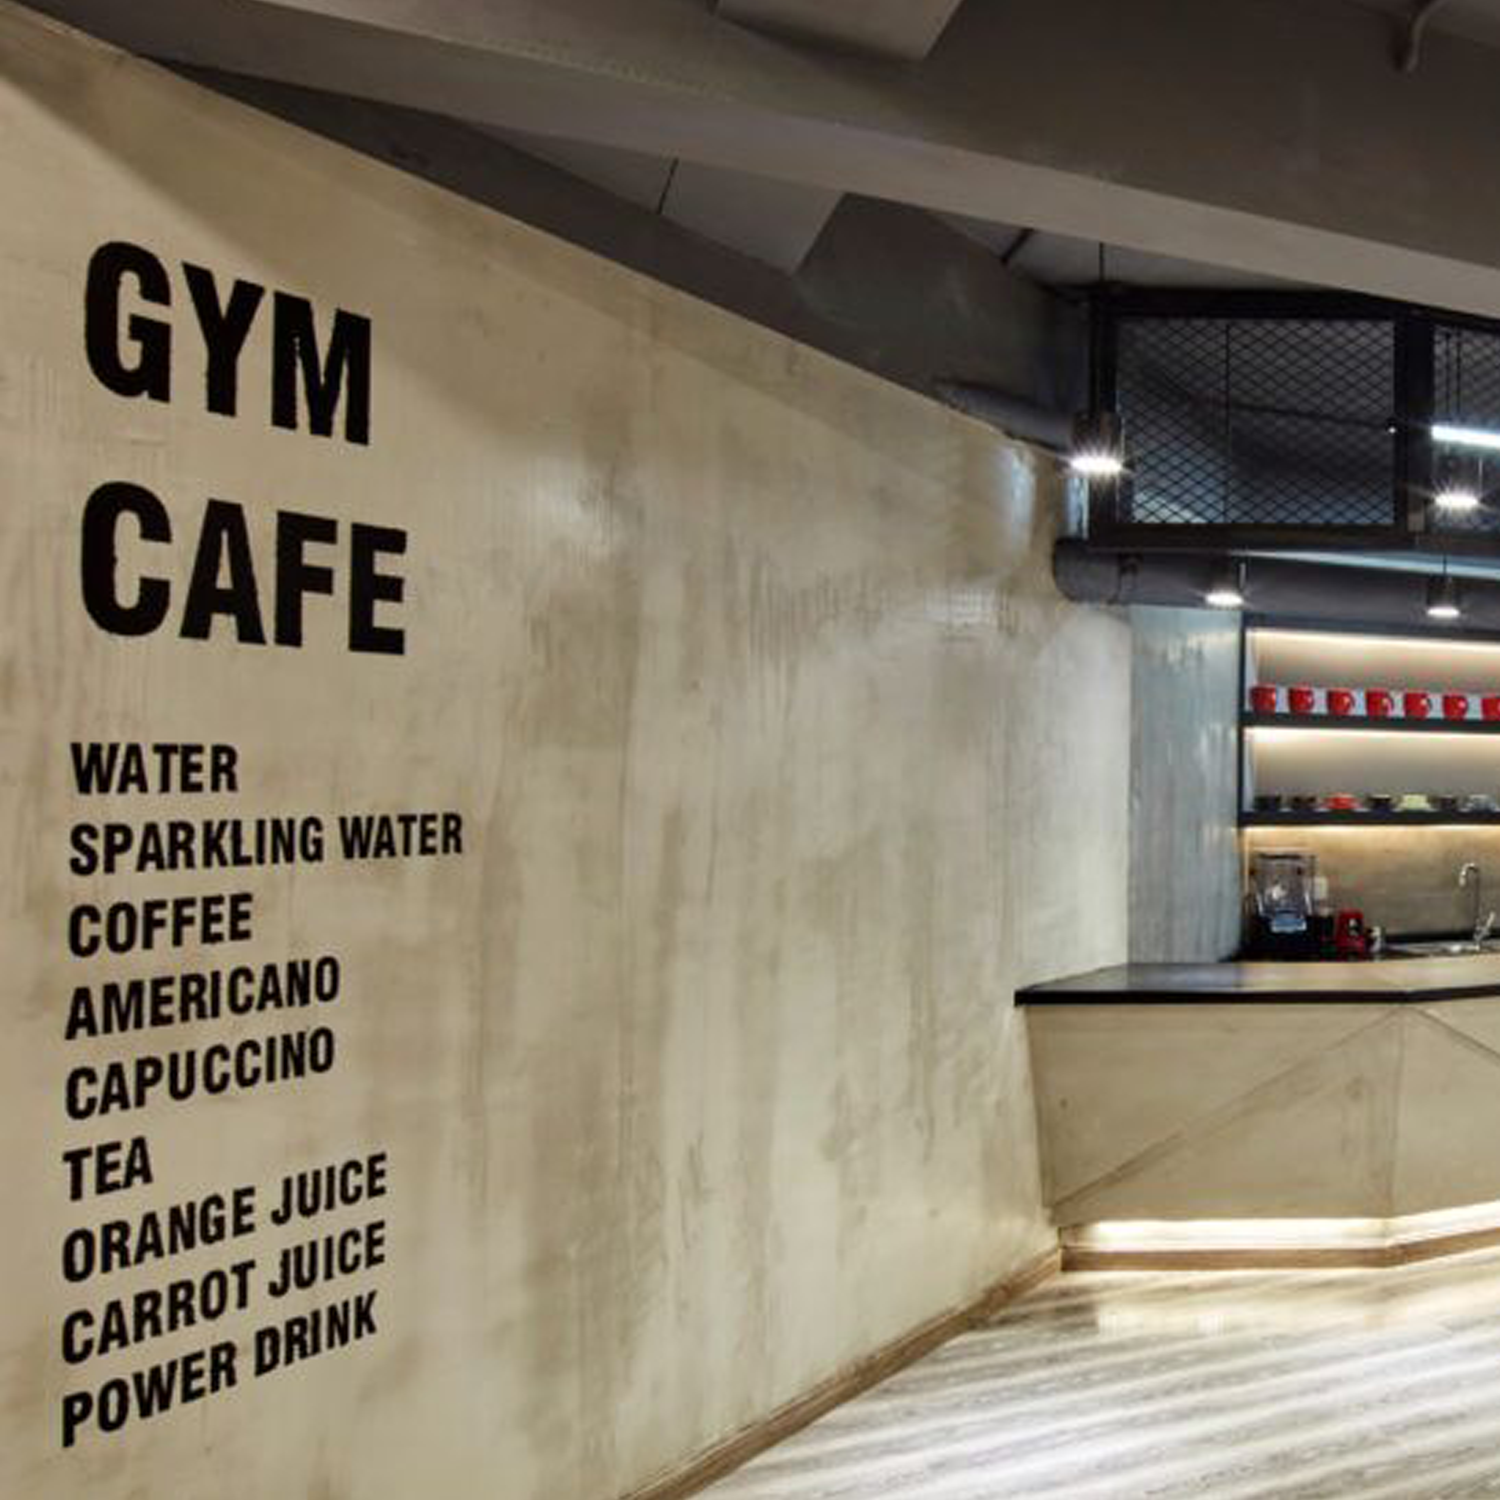 GYM
CAFE
WATER
SPARKLING WATER
COFFEE
AMERICANO
CAPUCCINO
TEA
ORANGE JUICE
CARROT JUICE
POWER DRINK